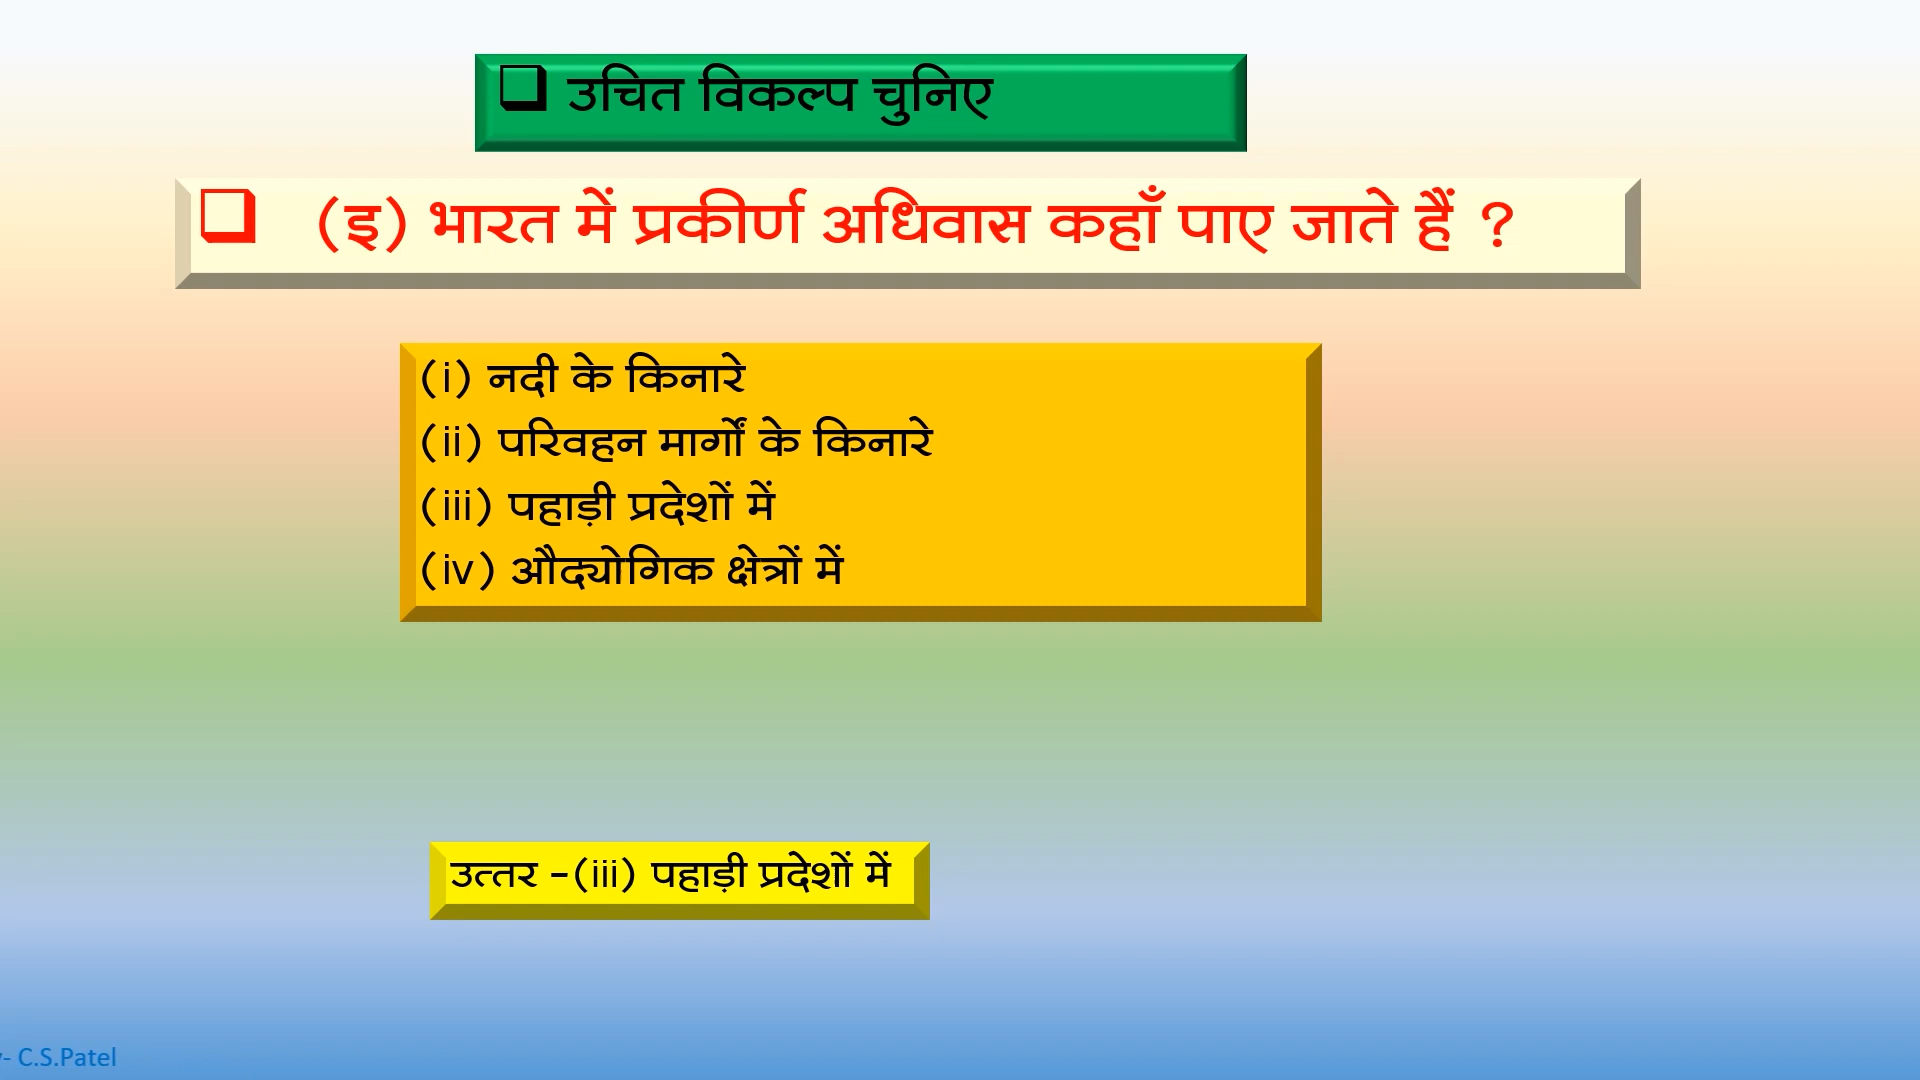 उचित विकल्प चुनिए
(इ) भारत में प्रकीर्ण अधिवास कहाँ पाए जाते हैं ?
(i) नदी के किनारे
(ii) परिवहन मार्गों के किनारे
(iii) पहाड़ी प्रदेशों में
(iv) औद्योगिक क्षेत्रों में
उत्तर -(iii) पहाड़ी प्रदेशों में
- C.S.Patel